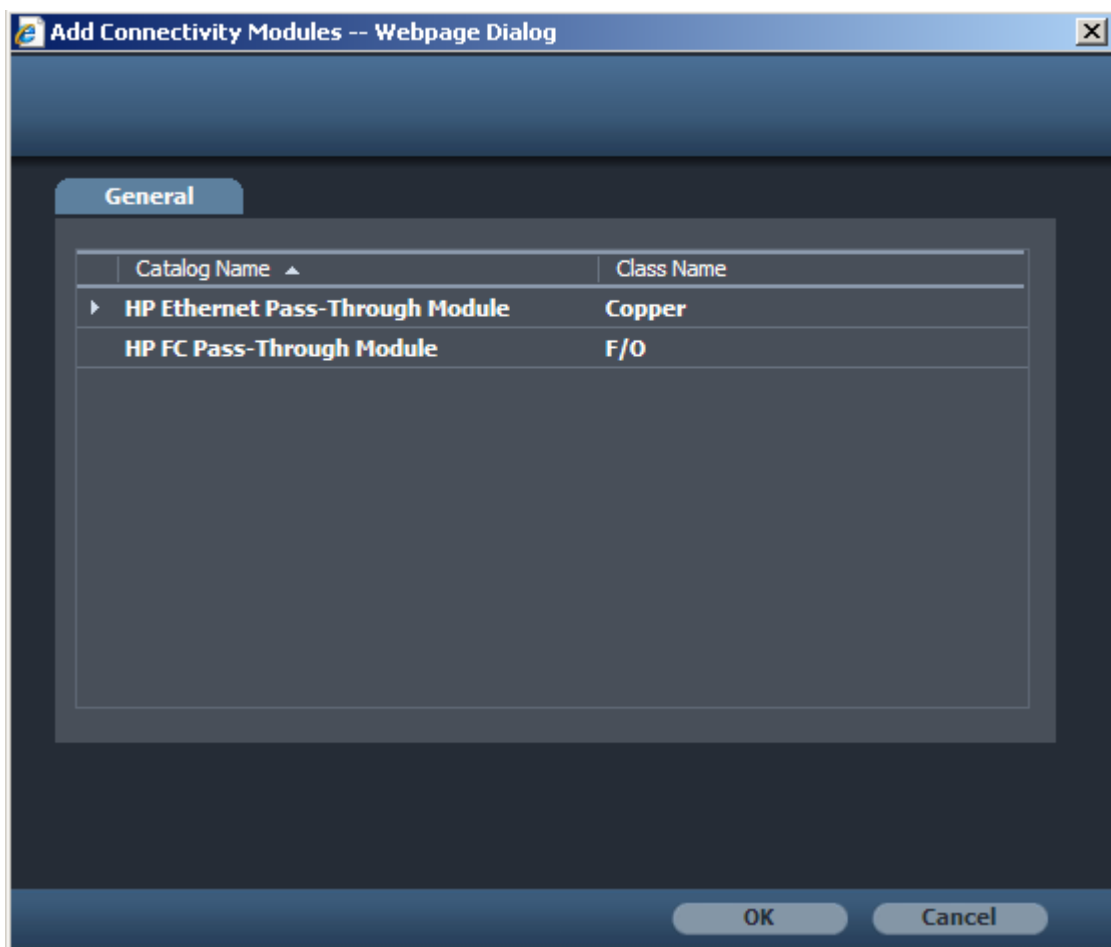 Add Connectivity Modules -- Webpage Dialog
General
Catalog Name Class Name
HP Ethernet Pass-Through Module Copper
HP FC Pass-Through Module F/O
OK Cancel